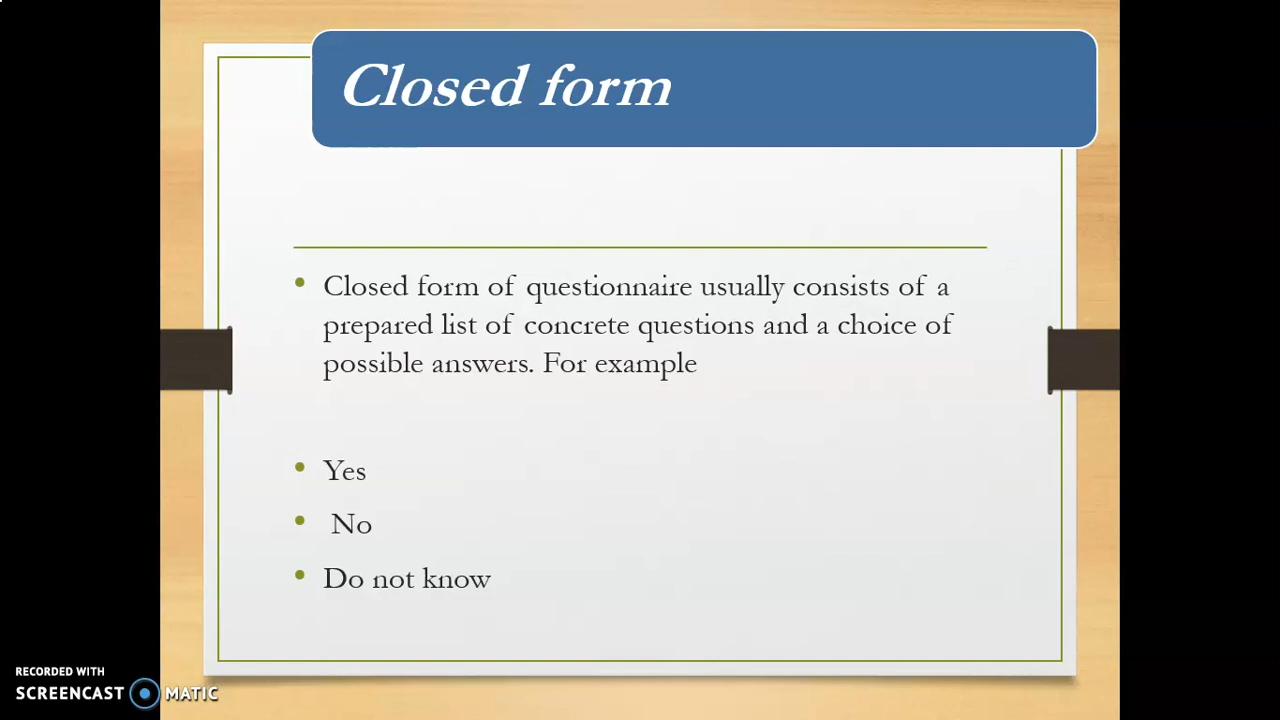 Closed form
• Closed form of questionnaire usually consists of a
prepared list of concrete questions and a choice of
possible answers. For example
• Yes
• No
• Do not know
RECORDED WITH
SCREENCAST MATIC